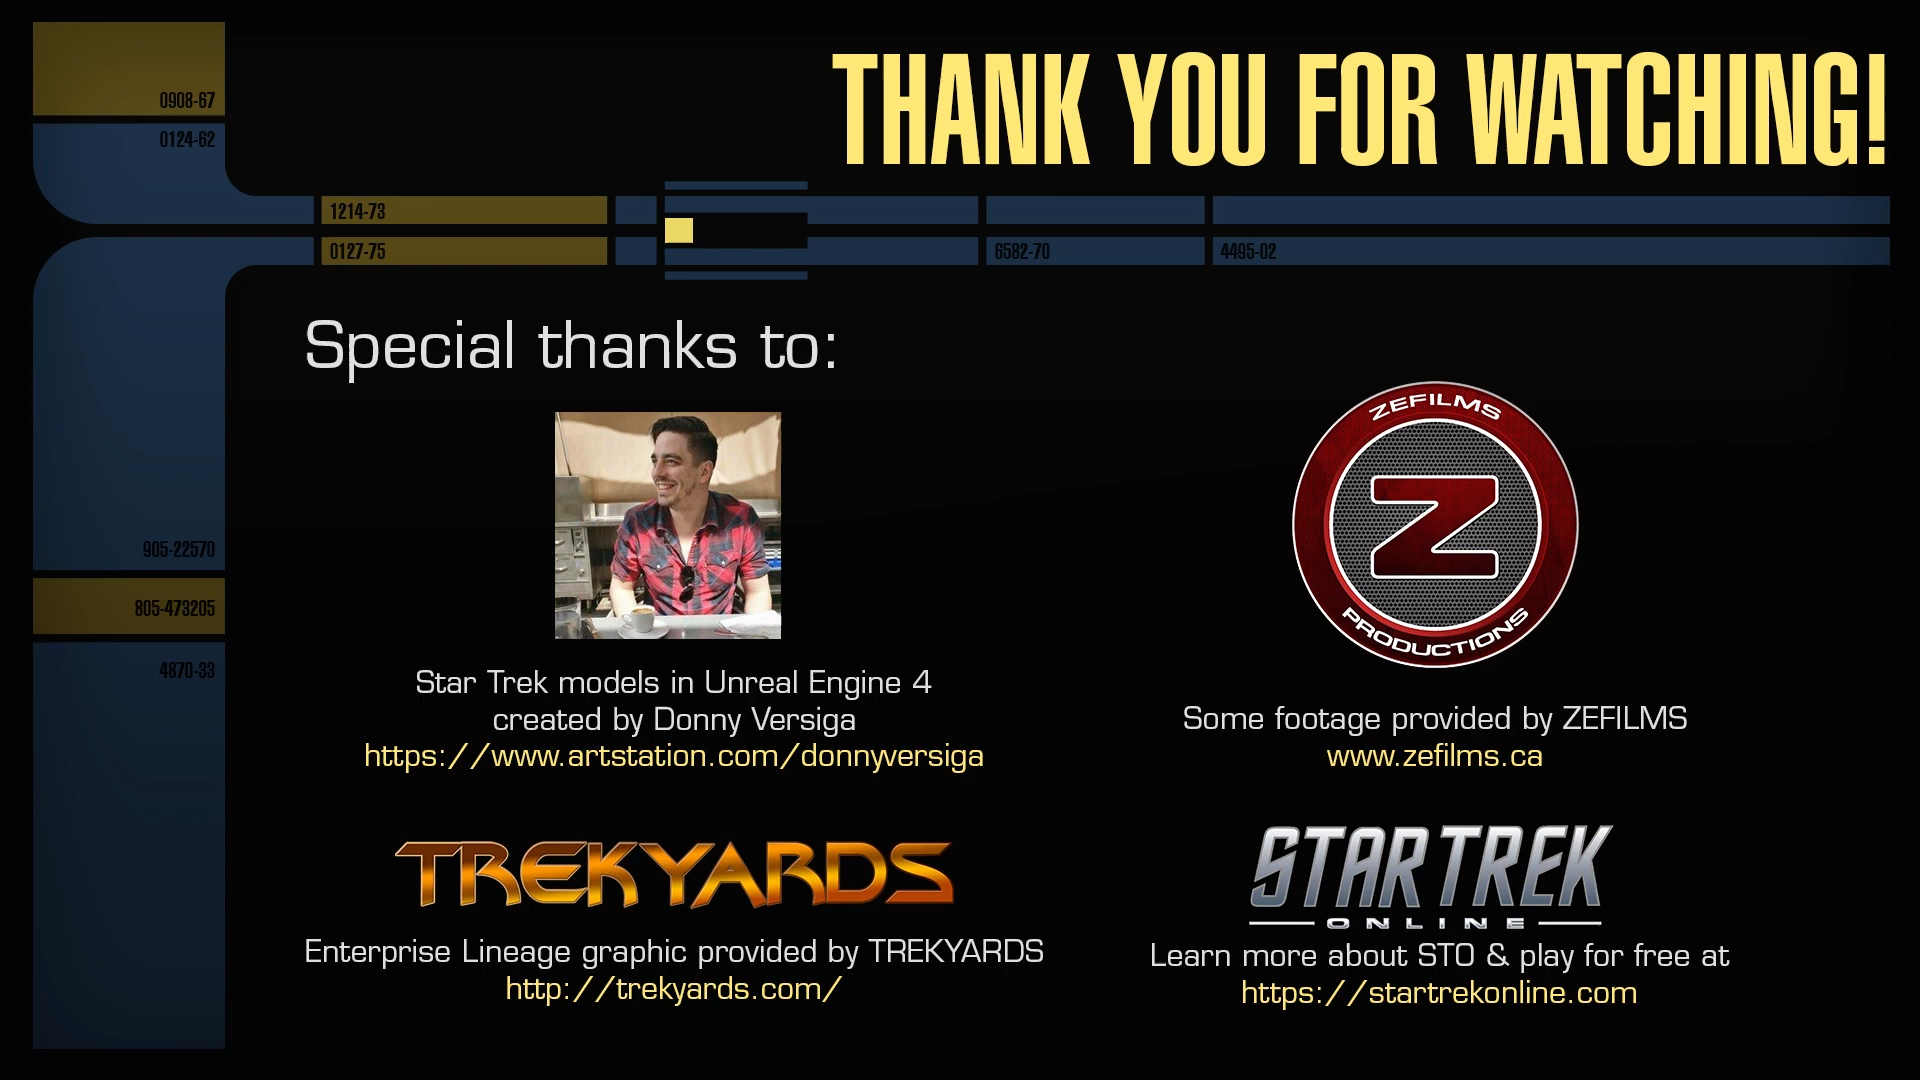 THANK YOU FOR WATCHING!
0908-67
0124-62
1214-73
0127-75
6582-70
4495-02
905-22570
805-473205
4870-33
Special thanks to:
Star Trek models in Unreal Engine 4
created by Donny Versiga
https://www.artstation.com/donnyversiga
ZEFILMS
Z
PRODUCTIONS
Some footage provided by ZEFILMS
www.zefilms.ca
TREKYARDS
Enterprise Lineage graphic provided by TREKYARDS
http://trekyards.com/
STAR TREK
ONLINE
Learn more about STO & play for free at
https://startrekonline.com